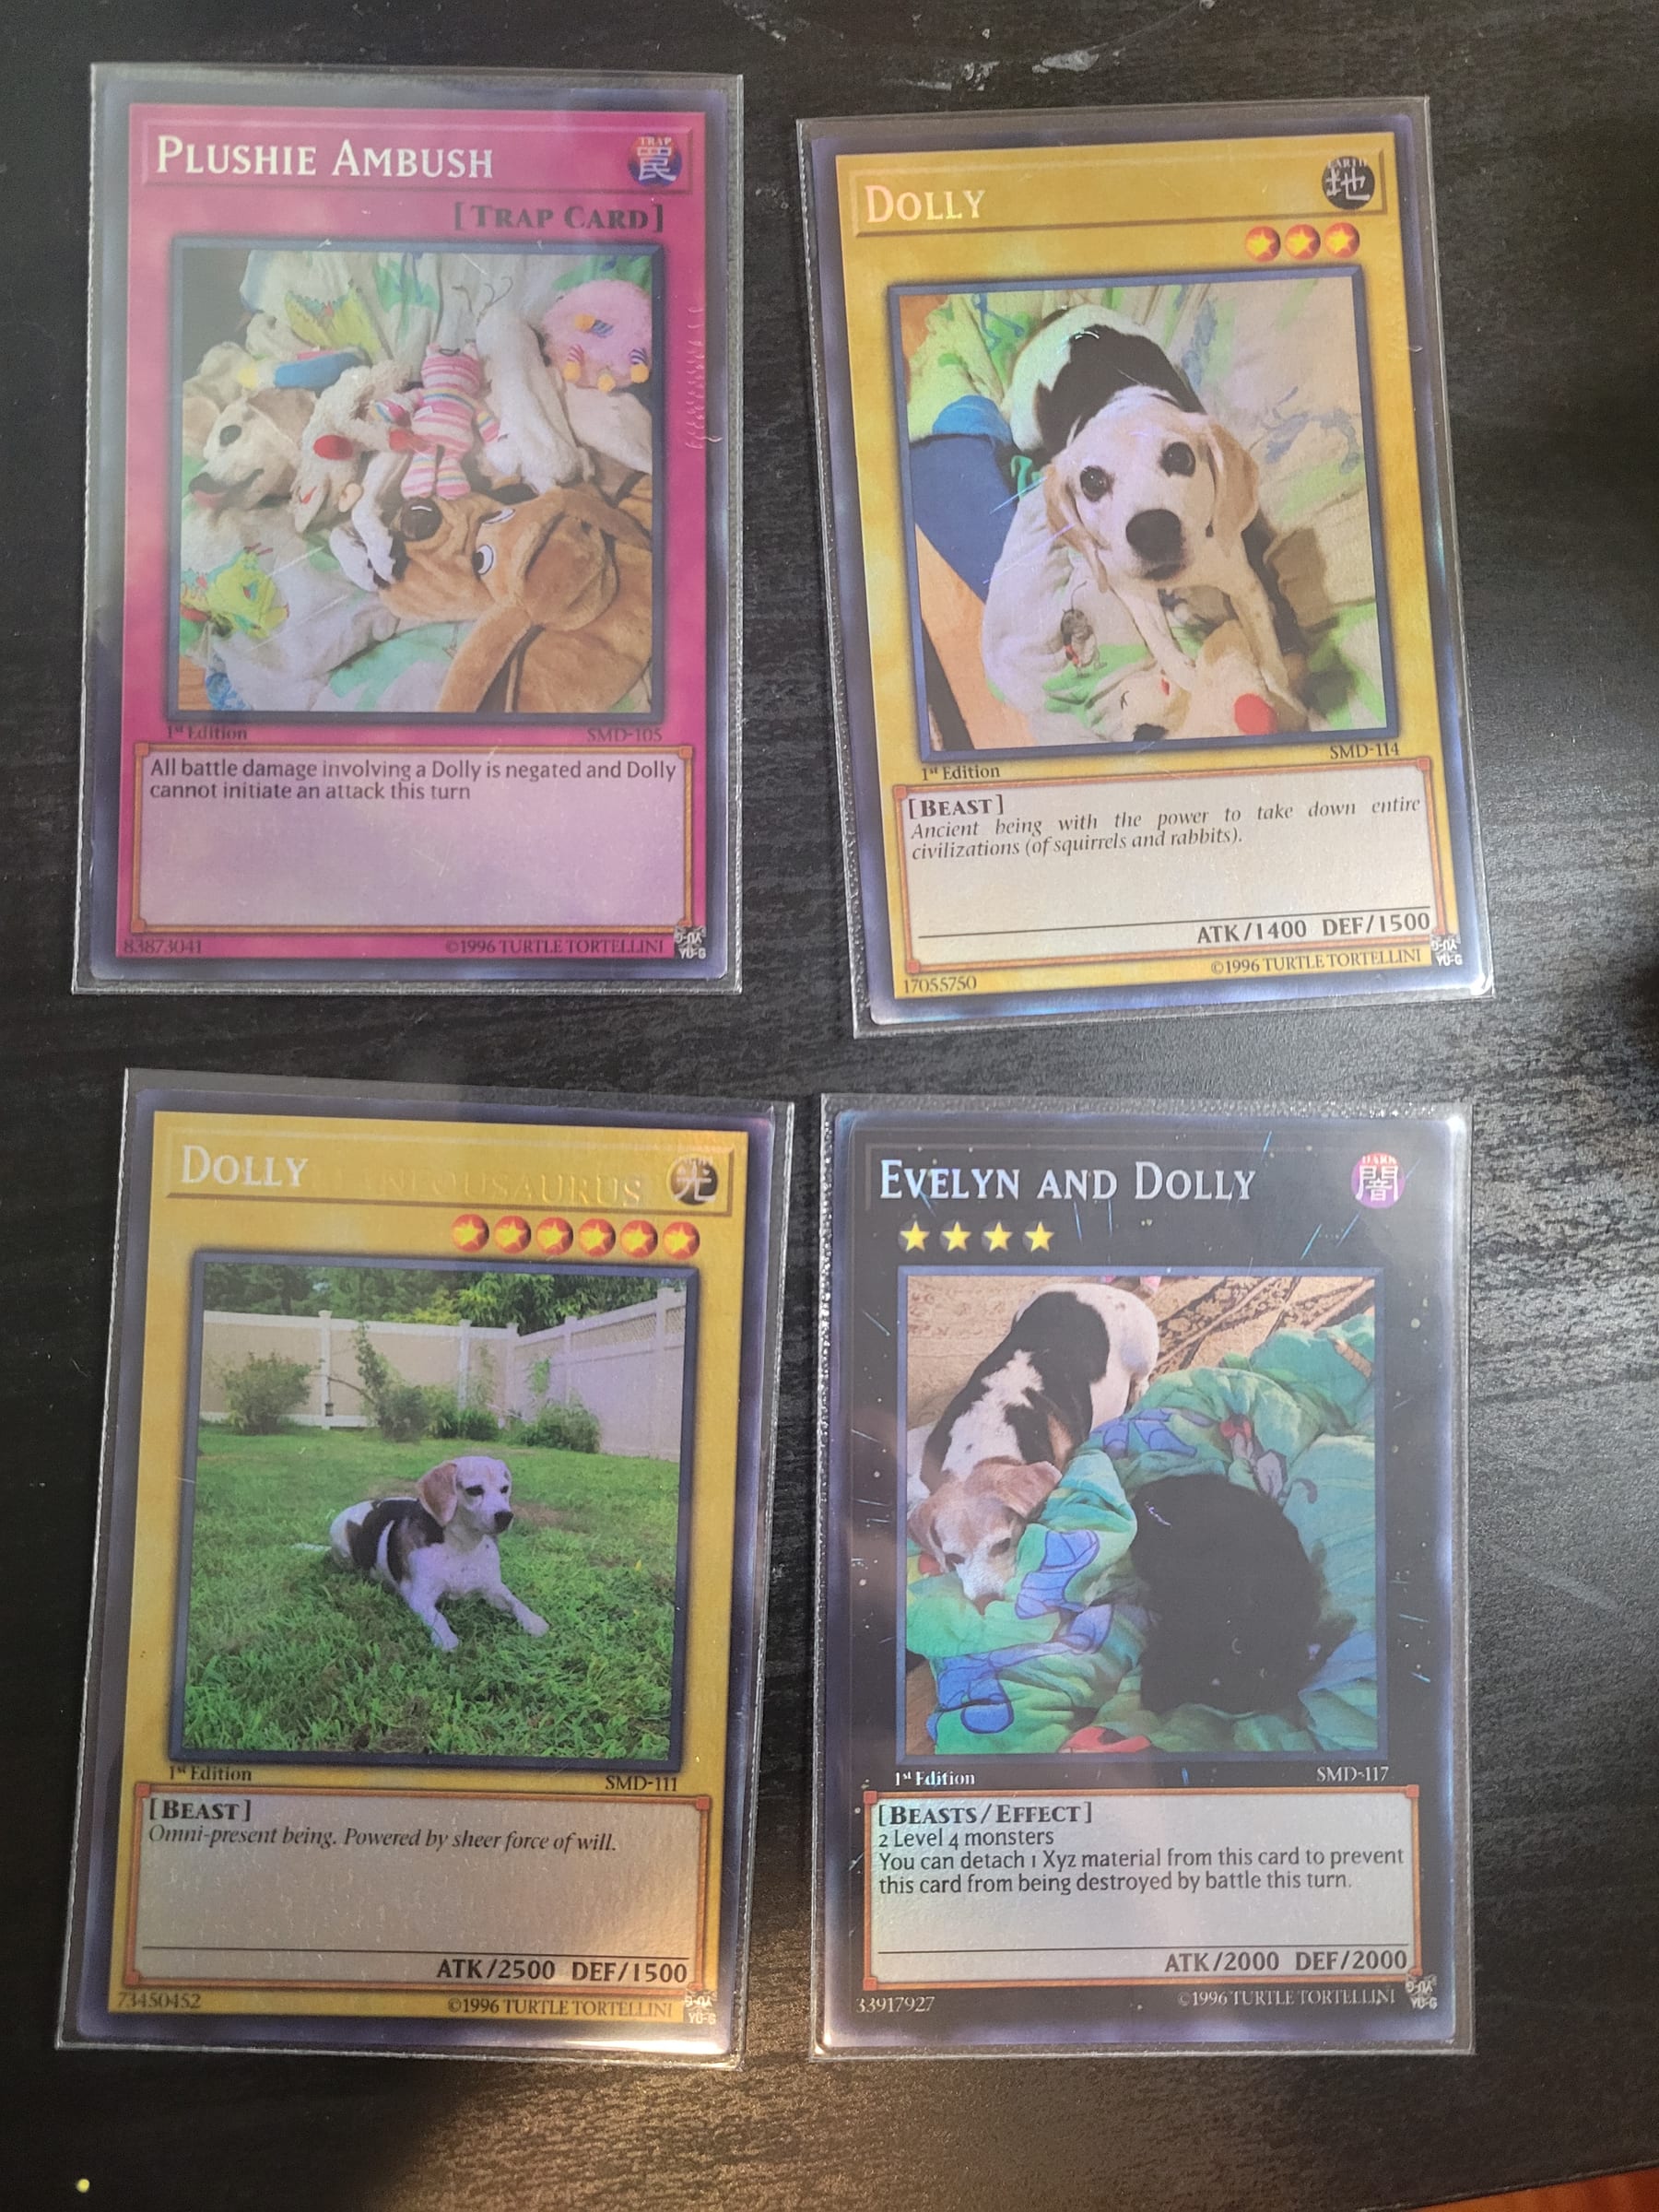 PLUSHIE AMBUSH
TRAP
罠
[TRAP CARD]
1st Edition
SMD-105
All battle damage involving a Dolly is negated and Dolly
cannot initiate an attack this turn
83873041
©1996 TURTLE TORTELLINI
DOLLY
EARTH
地
SMD-114
1st Edition
[BEAST]
Ancient being with the power to take down entire
civilizations (of squirrels and rabbits).
ATK/1400 DEF/1500
17055750
©1996 TURTLE TORTELLINI
DOLLY
光
1st Edition
SMD-111
[BEAST]
Omni-present being. Powered by sheer force of will.
ATK/2500 DEF/1500
73450452
©1996 TURTLE TORTELLINI
EVELYN AND DOLLY
DARK
闇
1st Edition
SMD-117
[BEASTS/EFFECT]
2 Level 4 monsters
You can detach 1 Xyz material from this card to prevent
this card from being destroyed by battle this turn.
ATK/2000 DEF/2000
33917927
©1996 TURTLE TORTELLINI